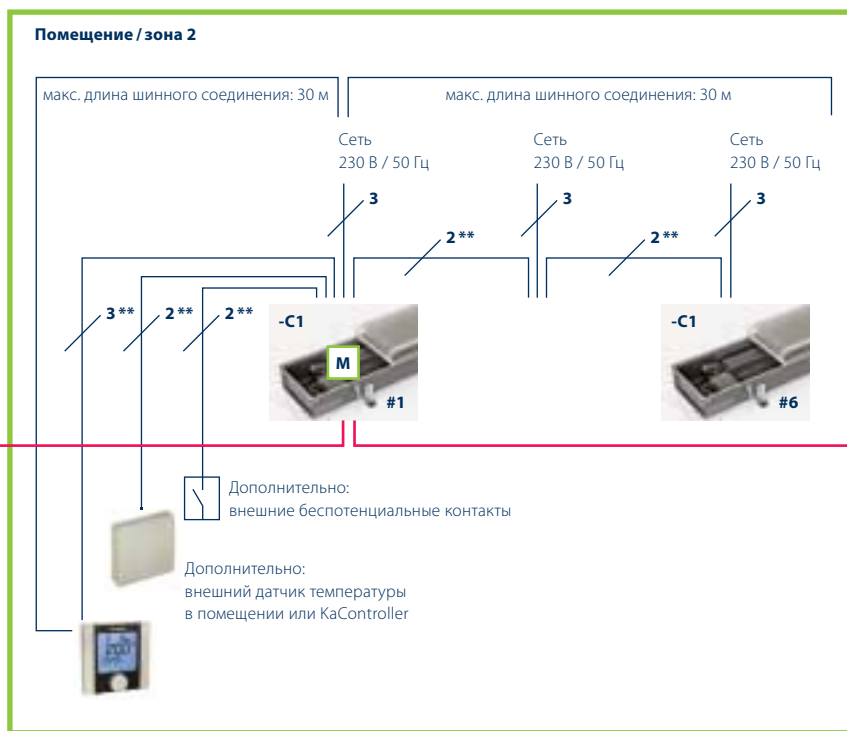 Помещение / зона 2
макс. длина шинного соединения: 30 м
макс. длина шинного соединения: 30 м
Сеть
230 В / 50 Гц
Сеть
230 В / 50 Гц
Сеть
230 В / 50 Гц
3
3
3
2 **
2 **
3 **
2 **
2 **
-C1
M
#1
-C1
#6
Дополнительно:
внешние беспотенциальные контакты
Дополнительно:
внешний датчик температуры
в помещении или KaController